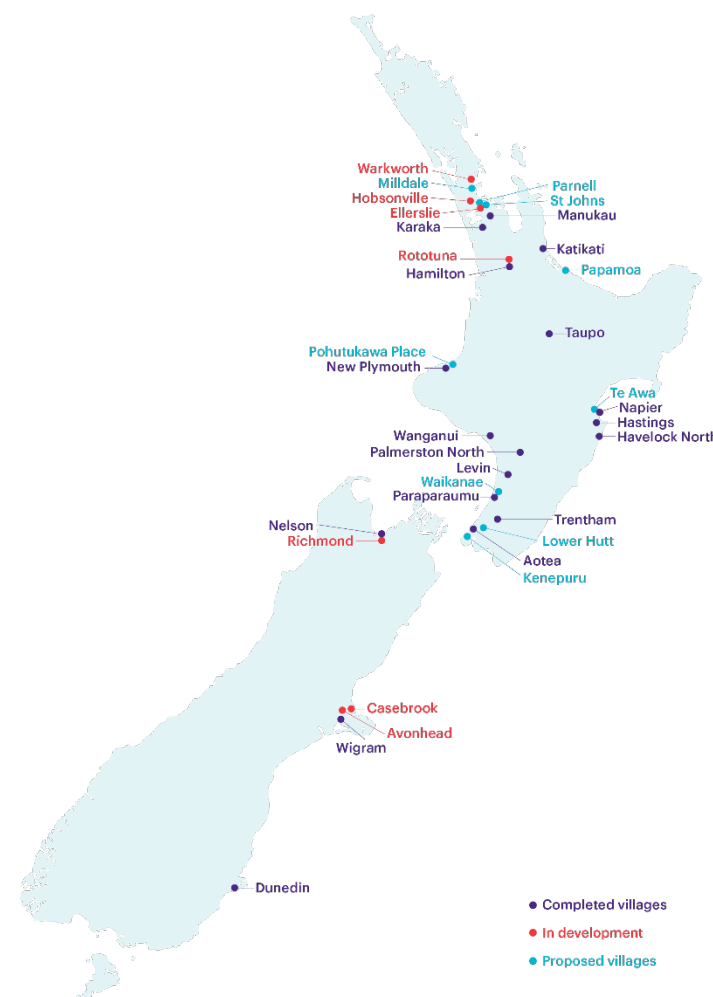 Warkworth
Milldale
Parnell
Hobsonville
St Johns
Ellerslie
Manukau
Karaka
Katikati
Rototuna
Hamilton
Papamoa
Taupo
Pohutukawa Place
New Plymouth
Te Awa
Napier
Hastings
Wanganui
Havelock North
Palmerston North
Levin
Waikanae
Paraparaumu
Trentham
Nelson
Richmond
Lower Hutt
Aotea
Kenepuru
Casebrook
Avonhead
Wigram
Dunedin
Completed villages
In development
Proposed villages